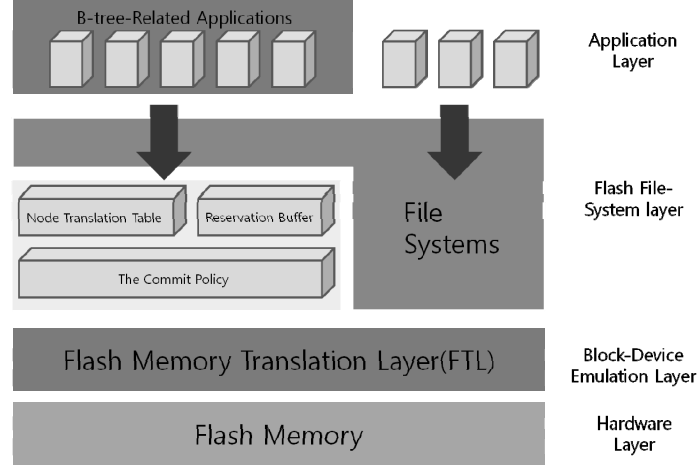 B-tree-Related Applications
Application
Layer
Node Translation Table
Reservation Buffer
The Commit Policy
File
Systems
Flash File-
System layer
Flash Memory Translation Layer(FTL)
Block-Device
Emulation Layer
Flash Memory
Hardware
Layer